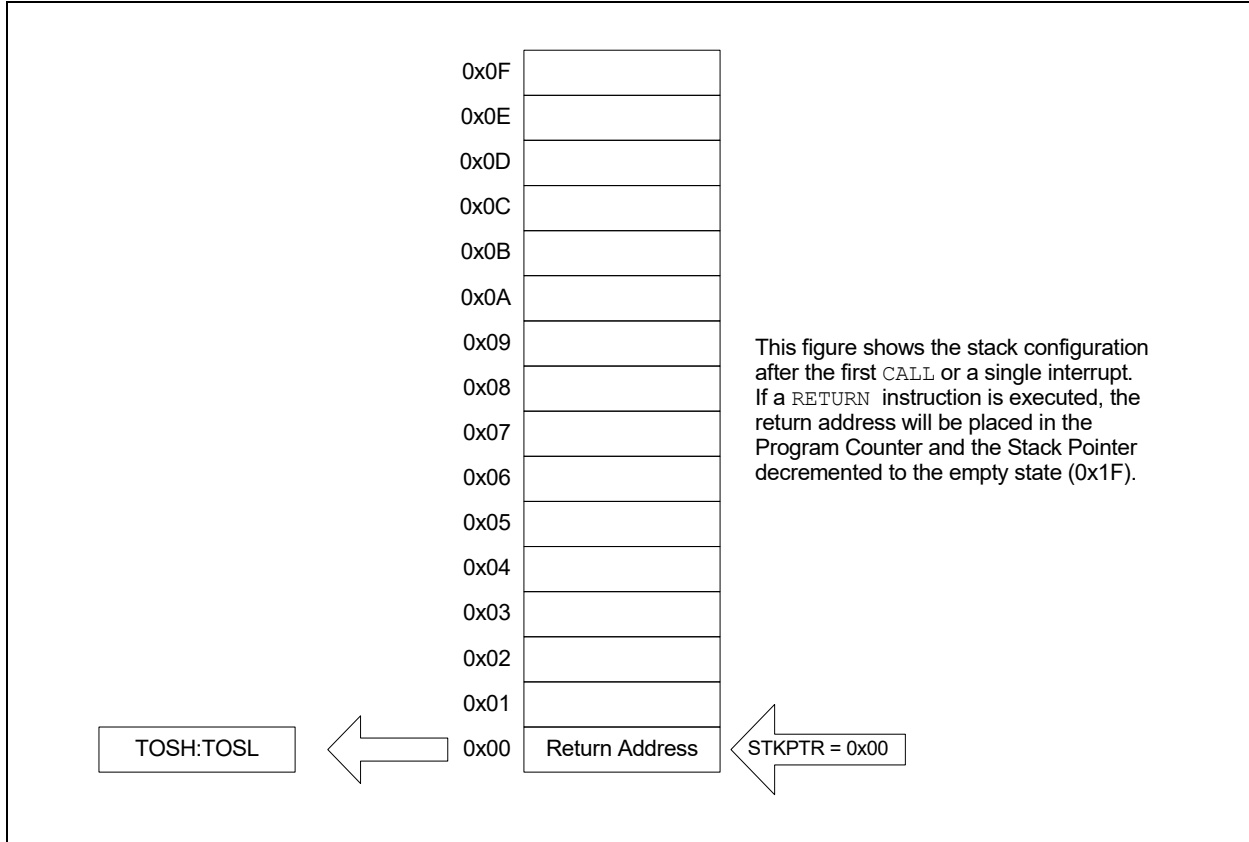 0x0F
0x0E
0x0D
0x0C
0x0B
0x0A
0x09
0x08
0x07
0x06
0x05
0x04
0x03
0x02
0x01
This figure shows the stack configuration
after the first CALL or a single interrupt.
If a RETURN instruction is executed, the
return address will be placed in the
Program Counter and the Stack Pointer
decremented to the empty state (0x1F).
TOSH:TOSL 0x00 Return Address STKPTR = 0x00